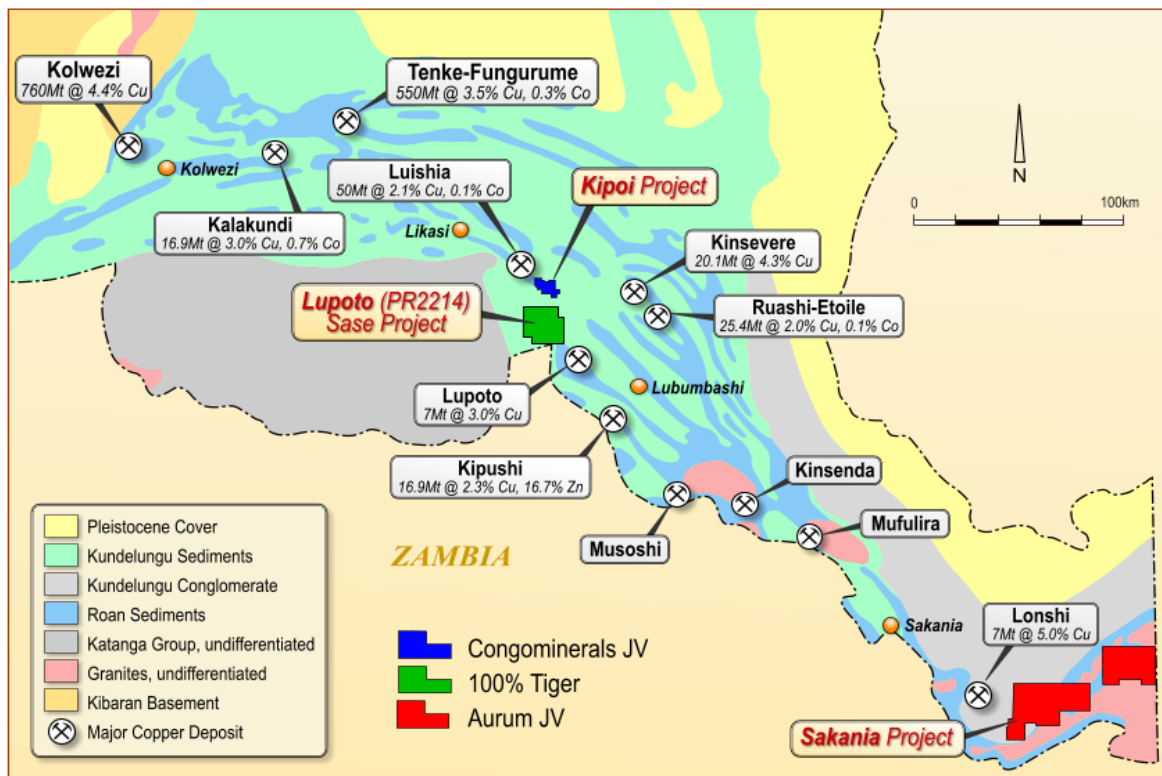 Kolwezi
760Mt @ 4.4% Cu
Tenke-Fungurume
550Mt @ 3.5% Cu, 0.3% Co
Kolwezi
Luishia
50Mt @ 2.1% Cu, 0.1% Co
Kipoi Project
N
0
100km
Kalakundi
16.9Mt @ 3.0% Cu, 0.7% Co
Likasi
Kinsevere
20.1Mt @ 4.3% Cu
Lupoto (PR2214)
Sase Project
Ruashi-Etoile
25.4Mt @ 2.0% Cu, 0.1% Co
Lupoto
7Mt @ 3.0% Cu
Lubumbashi
Kipushi
16.9Mt @ 2.3% Cu, 16.7% Zn
Kinsenda
Musoshi
Mufulira
ZAMBIA
Sakania
Lonshi
7Mt @ 5.0% Cu
Sakania Project
Pleistocene Cover
Kundelungu Sediments
Kundelungu Conglomerate
Roan Sediments
Katanga Group, undifferentiated
Granites, undifferentiated
Kibaran Basement
Major Copper Deposit
Congominerals JV
100% Tiger
Aurum JV